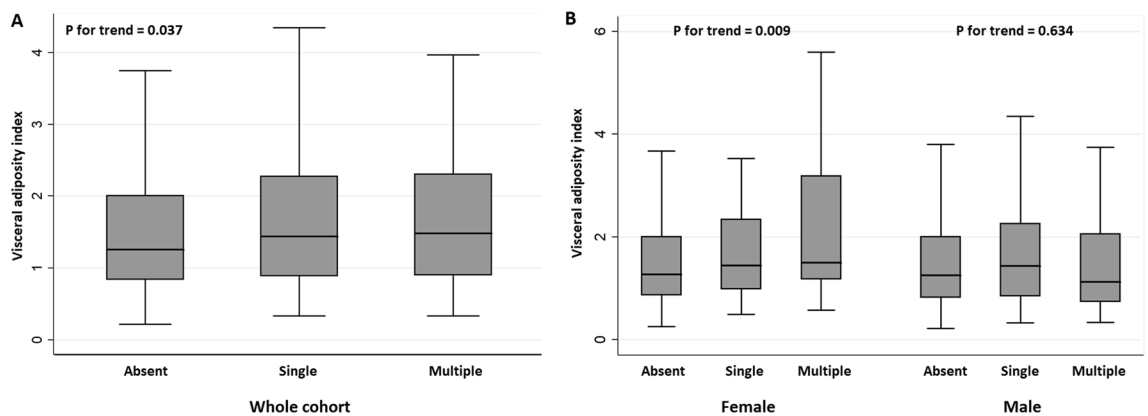 A
P for trend = 0.037
Visceral adiposity index
4
3
2
1
0
Absent Single Multiple
Whole cohort
B
P for trend = 0.009 P for trend = 0.634
Visceral adiposity index
6
4
2
0
Absent Single Multiple Absent Single Multiple
Female Male